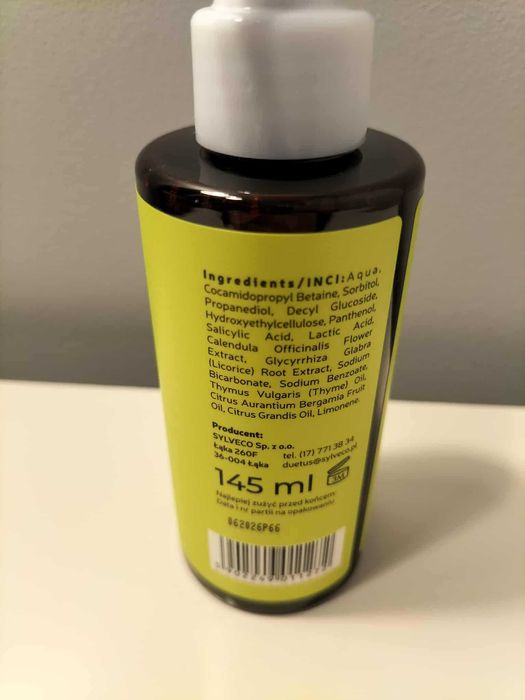 Ingredients/INCI: Aqua,
Cocamidopropyl Betaine, Sorbitol,
Propanediol, Decyl Glucoside,
Hydroxyethylcellulose, Panthenol,
Salicylic Acid, Lactic Acid,
Calendula Officinalis Flower
Extract, Glycyrrhiza Glabra
(Licorice) Root Extract, Sodium
Bicarbonate, Sodium Benzoate,
Thymus Vulgaris (Thyme) Oil,
Citrus Aurantium Bergamia Fruit
Oil, Citrus Grandis Oil, Limonene.
Producent:
SYLVECO Sp. z o.o.
Łąka 260F tel. (17) 771 38 34
36-004 Łąka duetus@sylveco.pl
145 ml 3M
Najlepiej zużyć przed końcem:
Data i nr partii na opakowaniu
062026P66